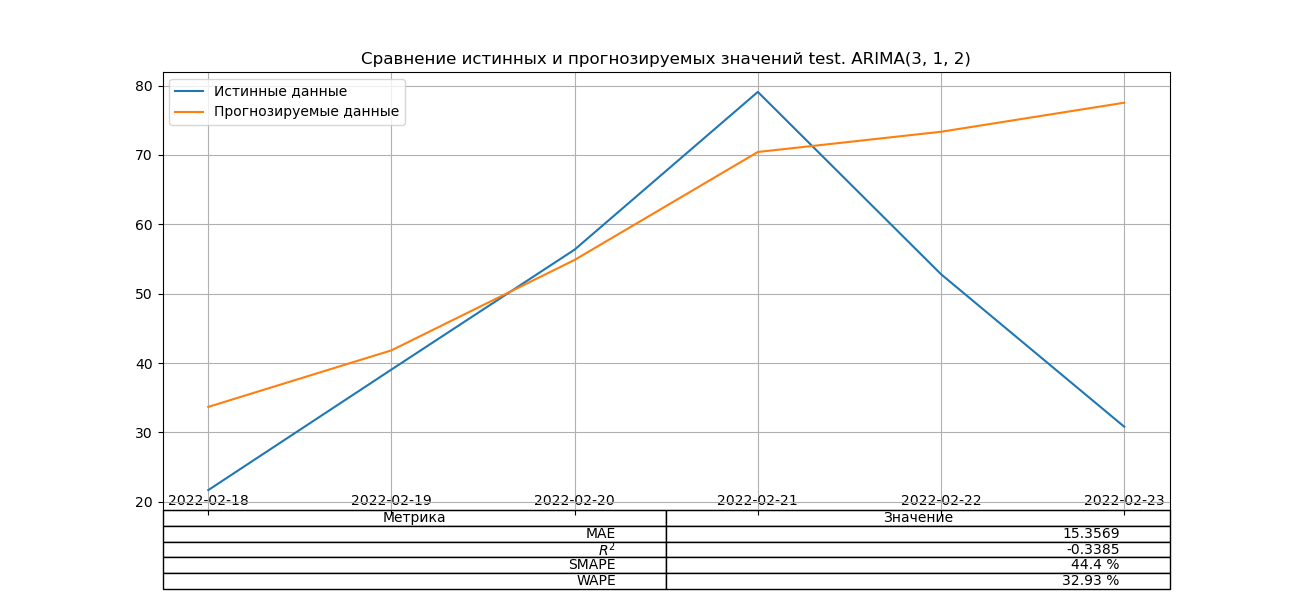 Сравнение истинных и прогнозируемых значений test. ARIMA(3, 1, 2)
Истинные данные
Прогнозируемые данные
80
70
60
50
40
30
20
2022-02-18 2022-02-19 2022-02-20 2022-02-21 2022-02-22 2022-02-23
Метрика Значение
MAE 15.3569
R² -0.3385
SMAPE 44.4 %
WAPE 32.93 %